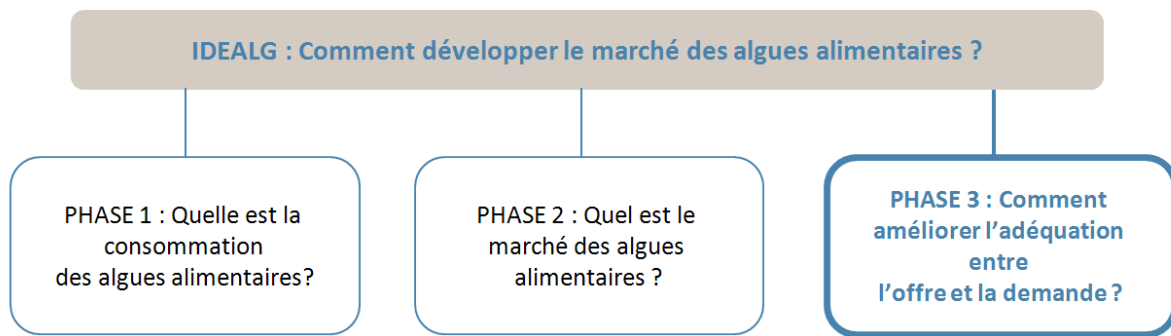 IDEALG : Comment développer le marché des algues alimentaires ?
PHASE 1 : Quelle est la
consommation
des algues alimentaires?
PHASE 2 : Quel est le
marché des algues
alimentaires ?
PHASE 3 : Comment
améliorer l'adéquation
entre
l'offre et la demande ?